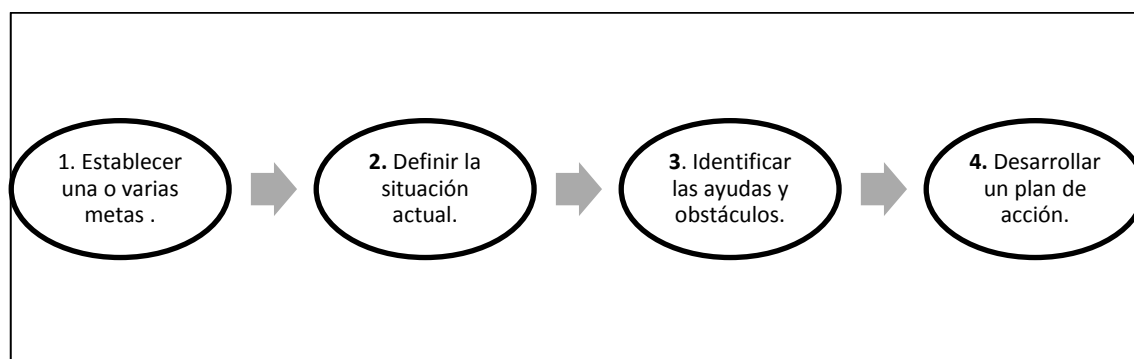 1. Establecer
una o varias
metas .
2. Definir la
situación
actual.
3. Identificar
las ayudas y
obstáculos.
4. Desarrollar
un plan de
acción.